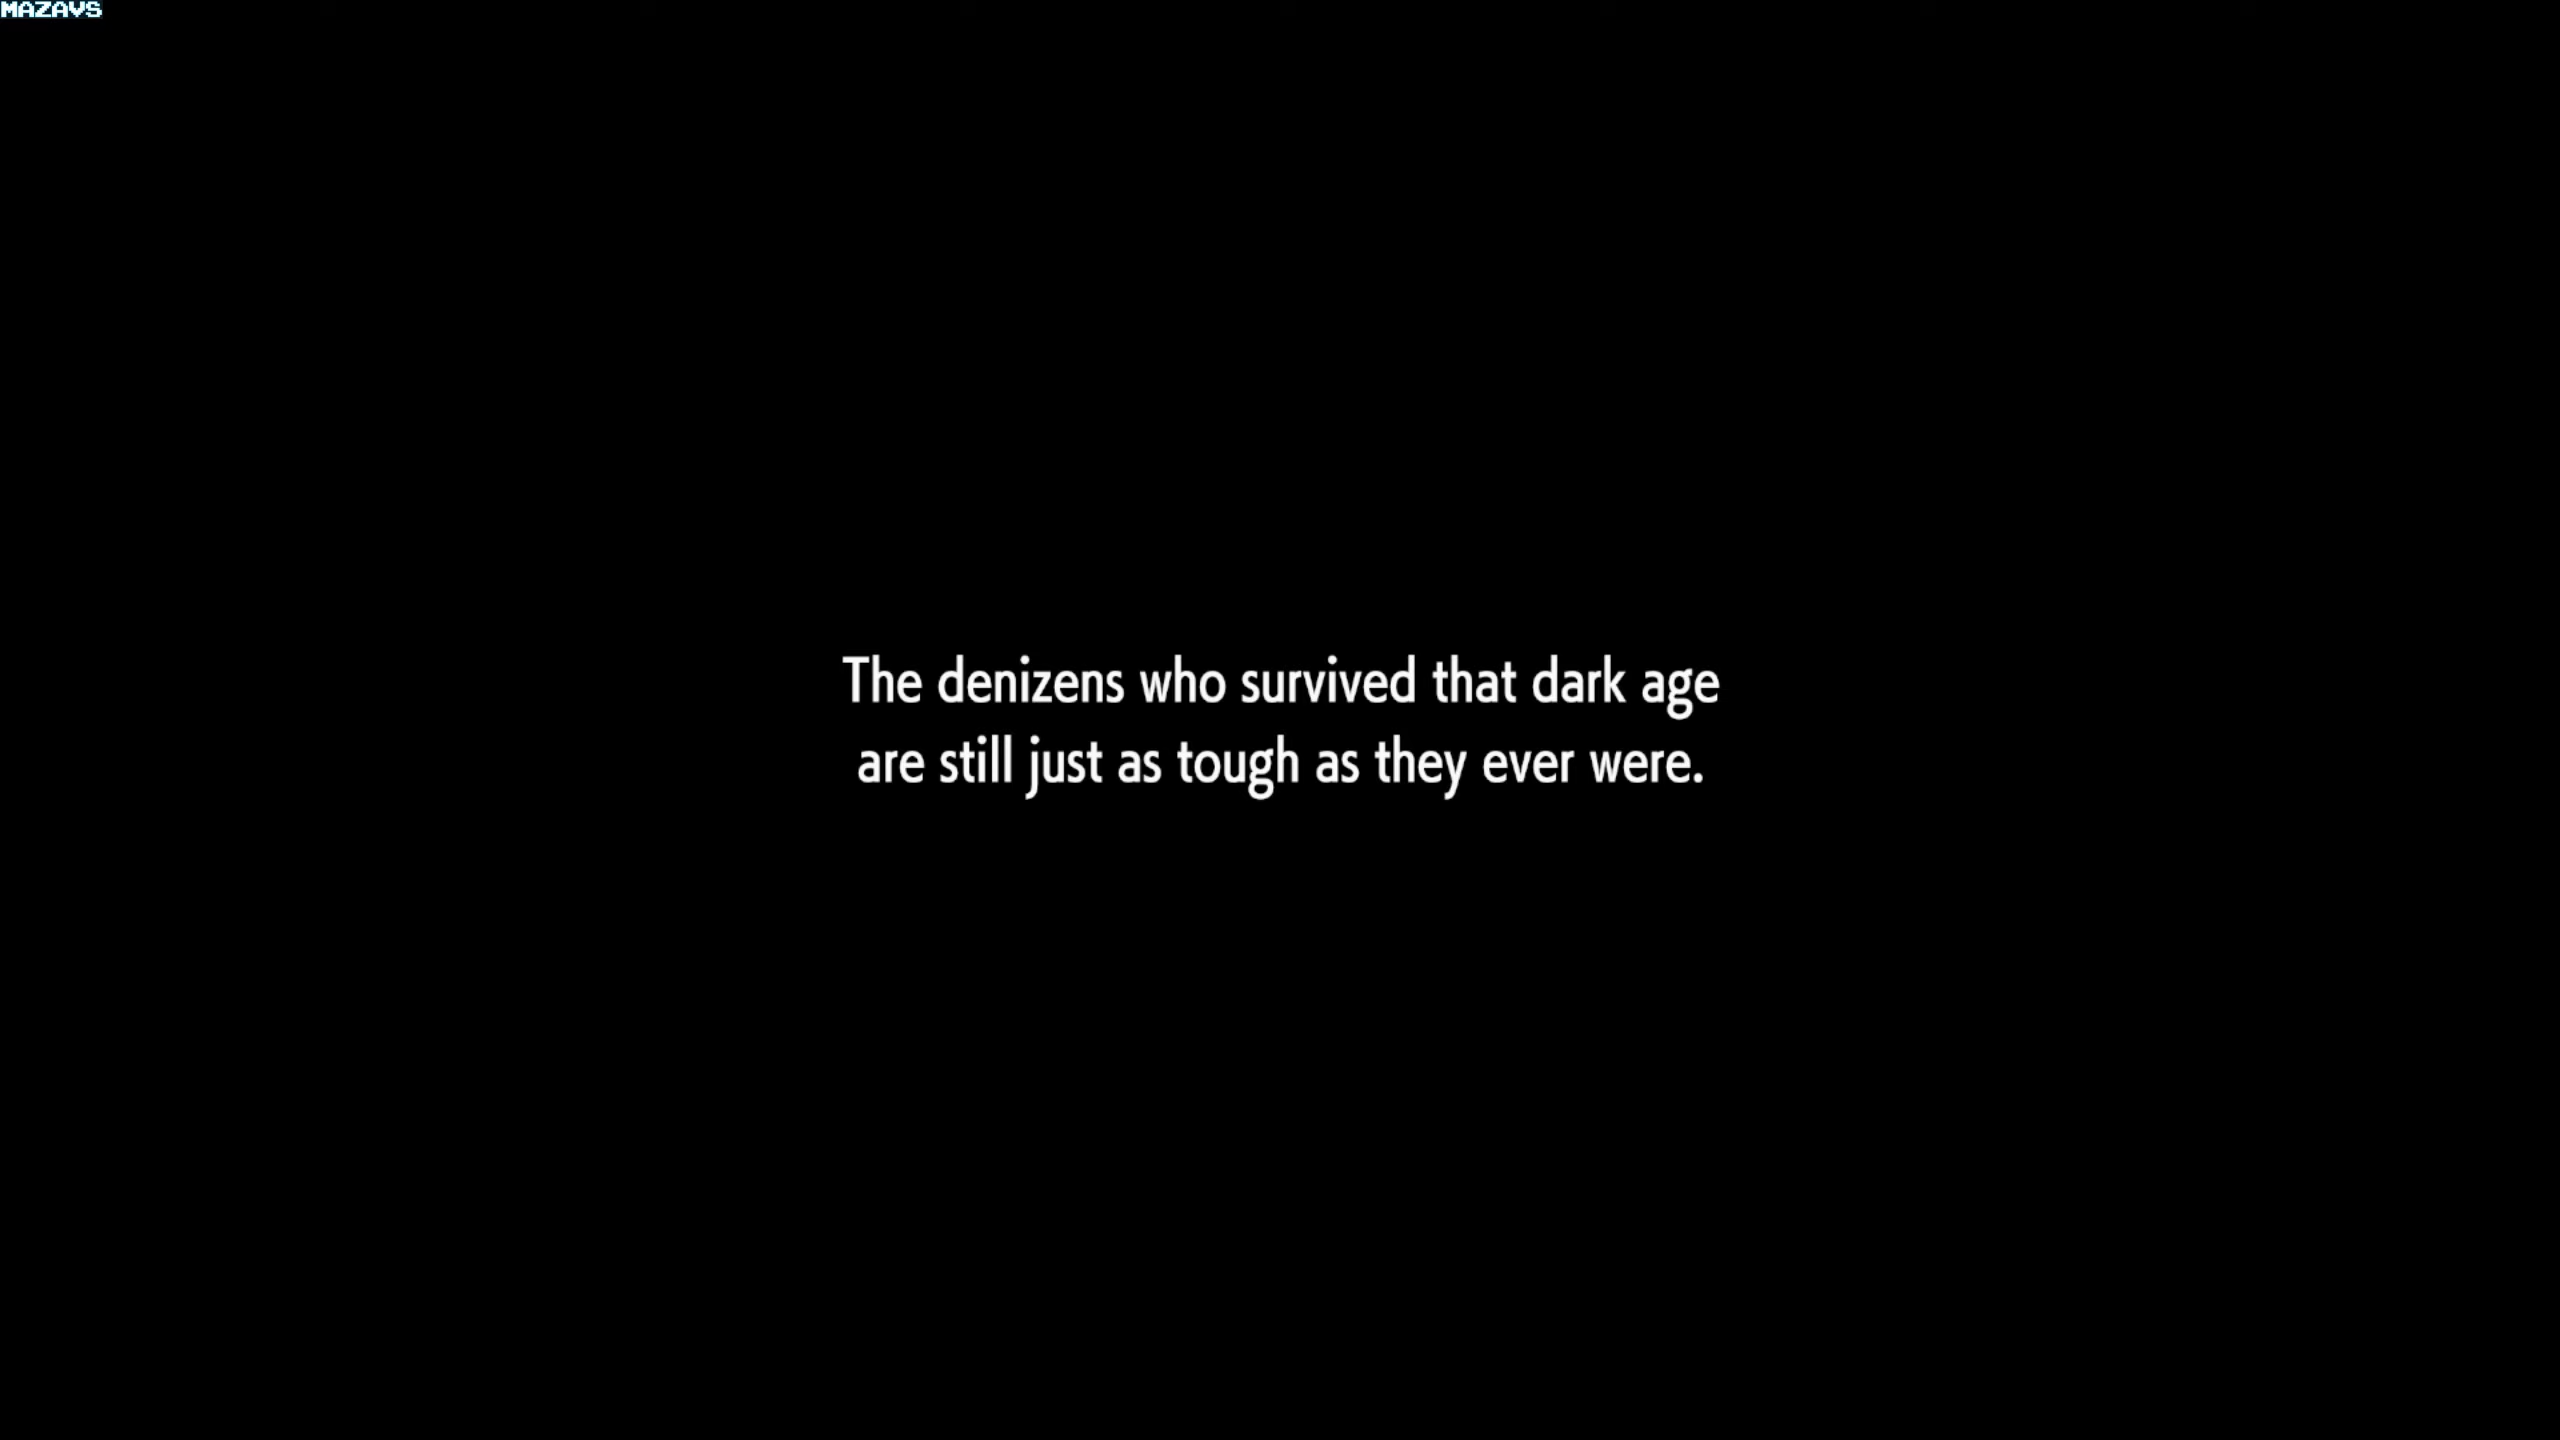 MAZAVS
The denizens who survived that dark age
are still just as tough as they ever were.